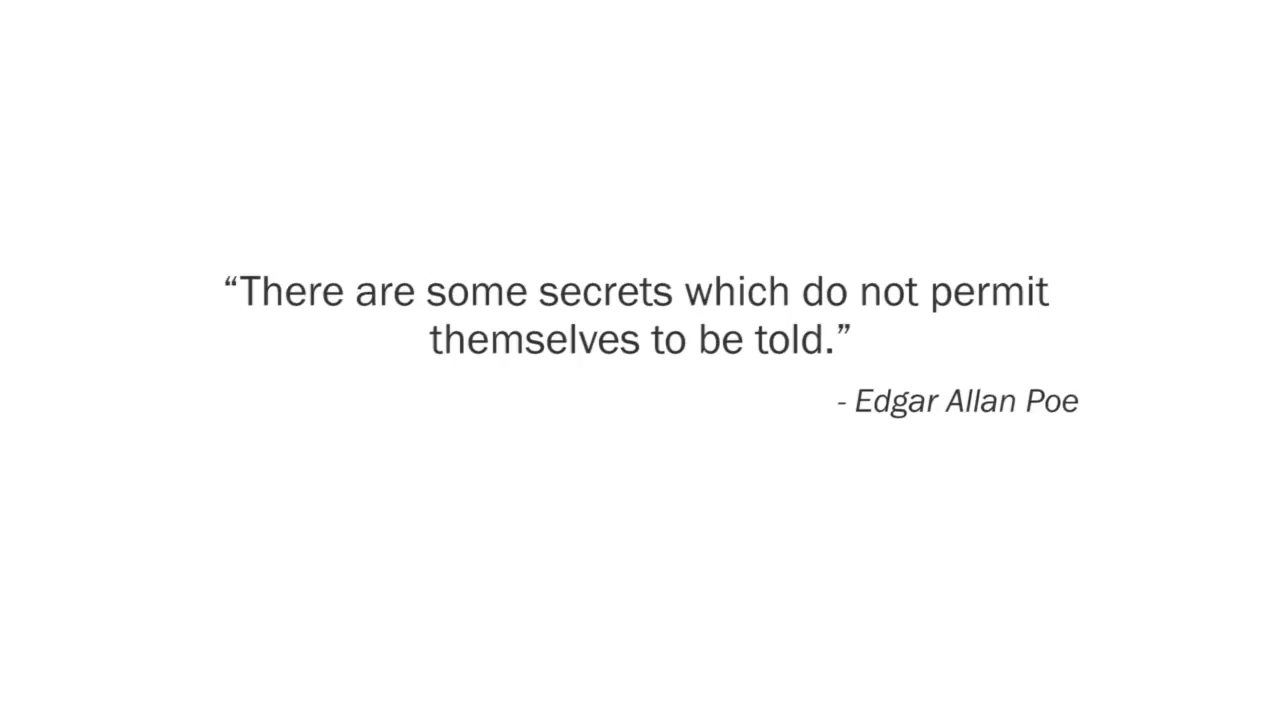 “There are some secrets which do not permit
themselves to be told.”
- Edgar Allan Poe